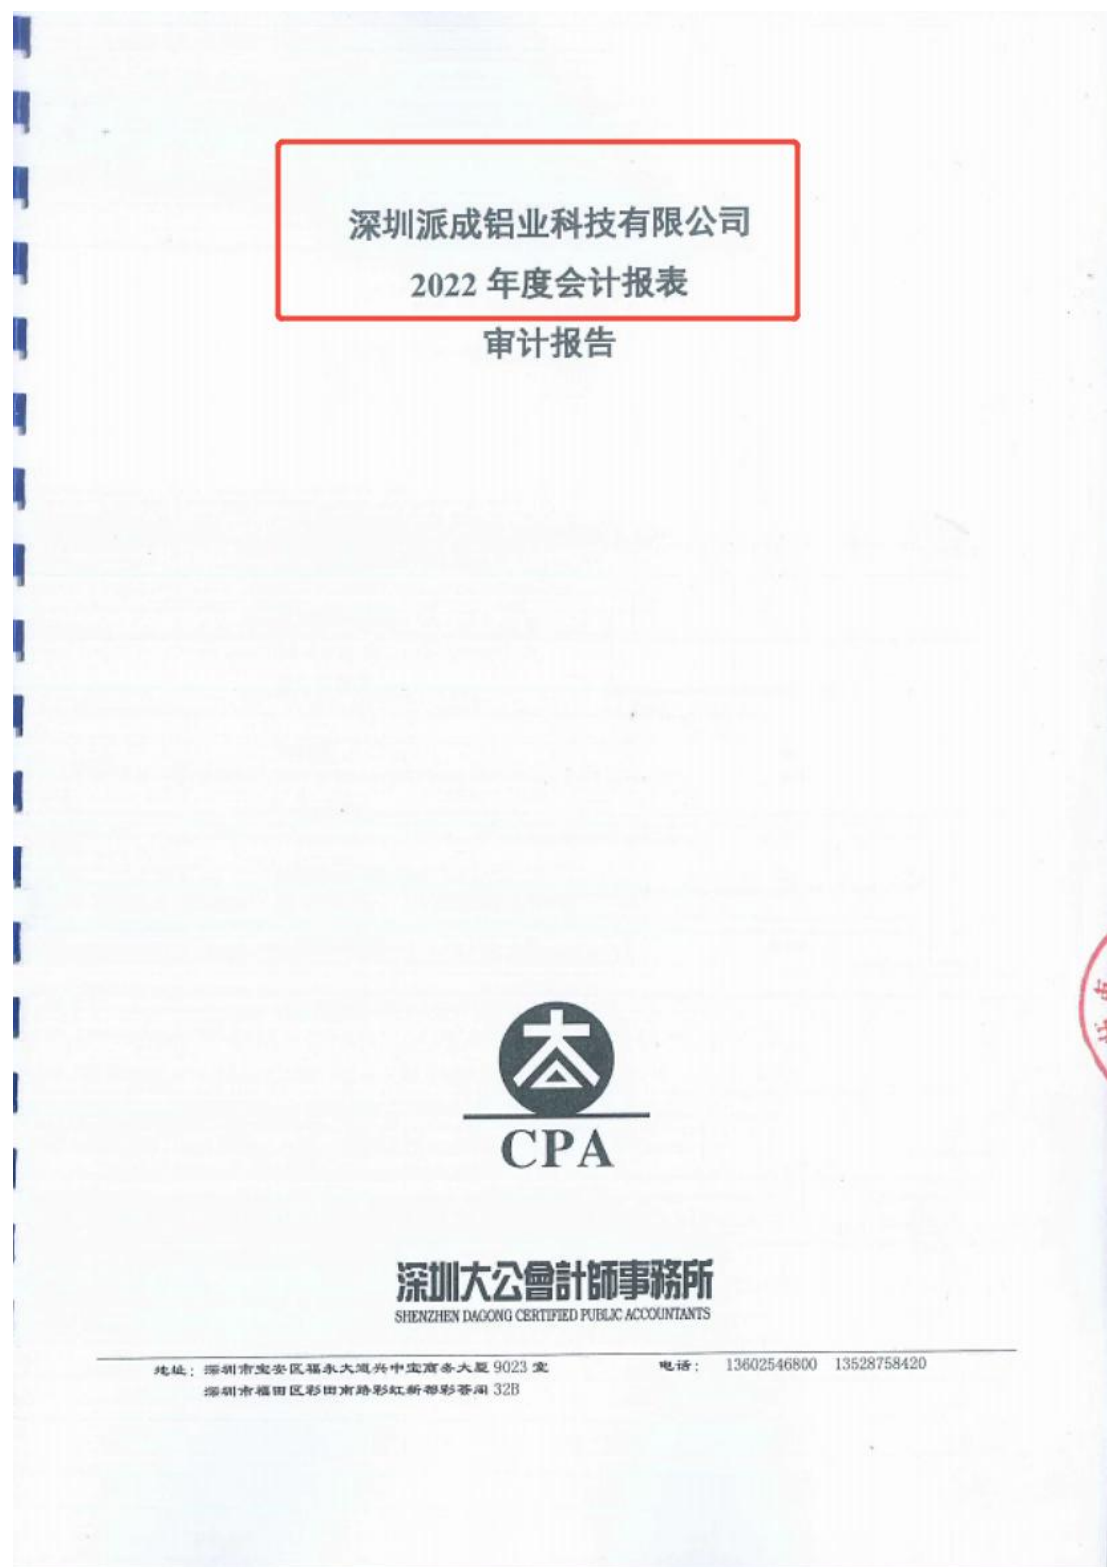 深圳派成铝业科技有限公司
2022 年度会计报表
审计报告
CPA
深圳大公會計師事務所
SHENZHEN DAGONG CERTIFIED PUBLIC ACCOUNTANTS
地址：深圳市宝安区福永大道兴中宝商务大厦 9023 室 电话： 13602546800 13528758420
深圳市福田区彩田南路彩虹新都彩荟阁 32B